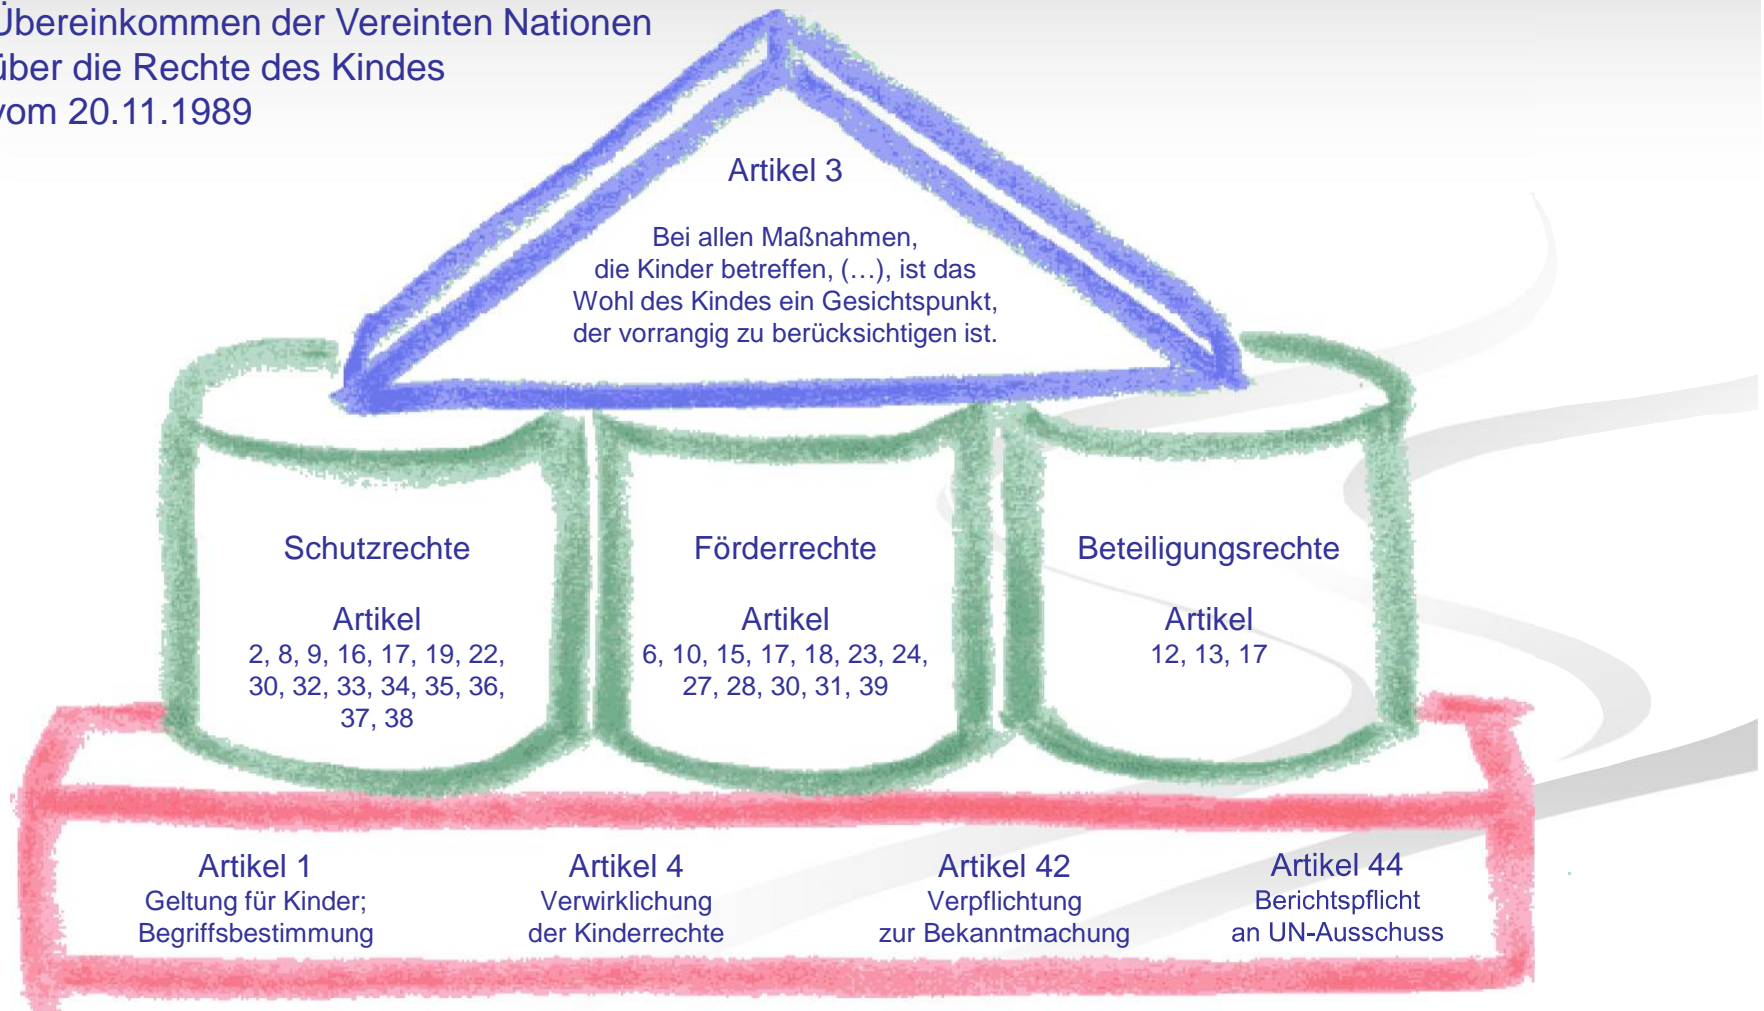 Übereinkommen der Vereinten Nationen
über die Rechte des Kindes
vom 20.11.1989
Artikel 3
Bei allen Maßnahmen,
die Kinder betreffen, (…), ist das
Wohl des Kindes ein Gesichtspunkt,
der vorrangig zu berücksichtigen ist.
Schutzrechte
Artikel
2, 8, 9, 16, 17, 19, 22,
30, 32, 33, 34, 35, 36,
37, 38
Förderrechte
Artikel
6, 10, 15, 17, 18, 23, 24,
27, 28, 30, 31, 39
Beteiligungsrechte
Artikel
12, 13, 17
Artikel 1
Geltung für Kinder;
Begriffsbestimmung
Artikel 4
Verwirklichung
der Kinderrechte
Artikel 42
Verpflichtung
zur Bekanntmachung
Artikel 44
Berichtspflicht
an UN-Ausschuss